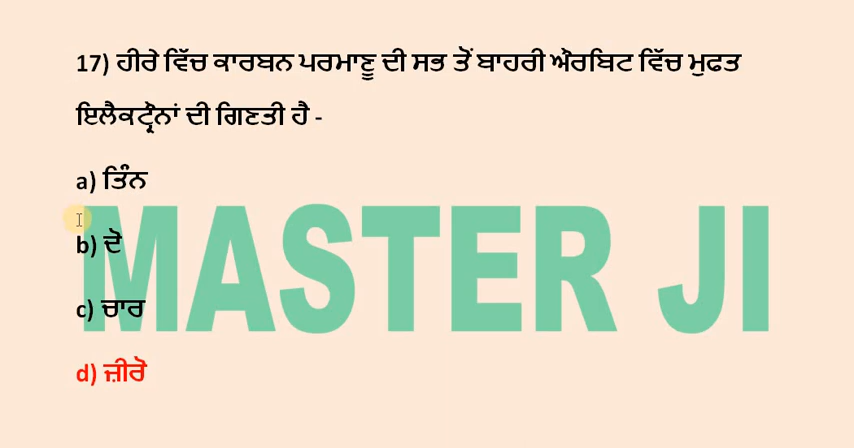 17) ਹੀਰੇ ਵਿੱਚ ਕਾਰਬਨ ਪਰਮਾਣੂ ਦੀ ਸਭ ਤੋਂ ਬਾਹਰੀ ਔਰਬਿਟ ਵਿੱਚ ਮੁਫਤ
ਇਲੈਕਟ੍ਰੌਨਾਂ ਦੀ ਗਿਣਤੀ ਹੈ -
a) ਤਿੰਨ
b) ਦੋ
MASTER JI
c) ਚਾਰ
d) ਜ਼ੀਰੋ